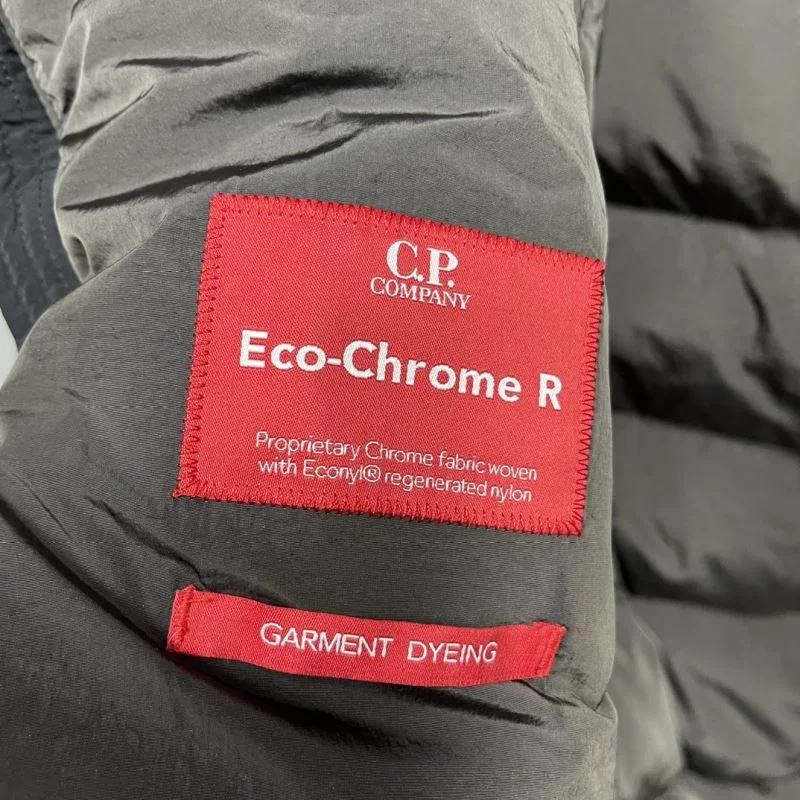 C.P.
COMPANY
Eco-Chrome R
Proprietary Chrome fabric woven
with Econyl® regenerated nylon
GARMENT DYEING